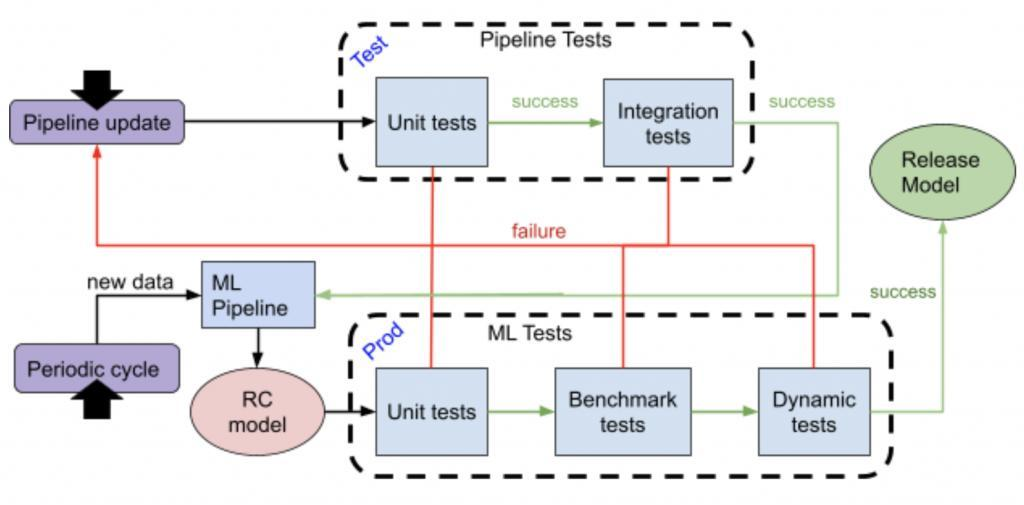 Test
Pipeline Tests
Pipeline update
Unit tests
success
Integration
tests
success
Release
Model
failure
new data
ML
Pipeline
success
Periodic cycle
Prod
ML Tests
RC
model
Unit tests
Benchmark
tests
Dynamic
tests